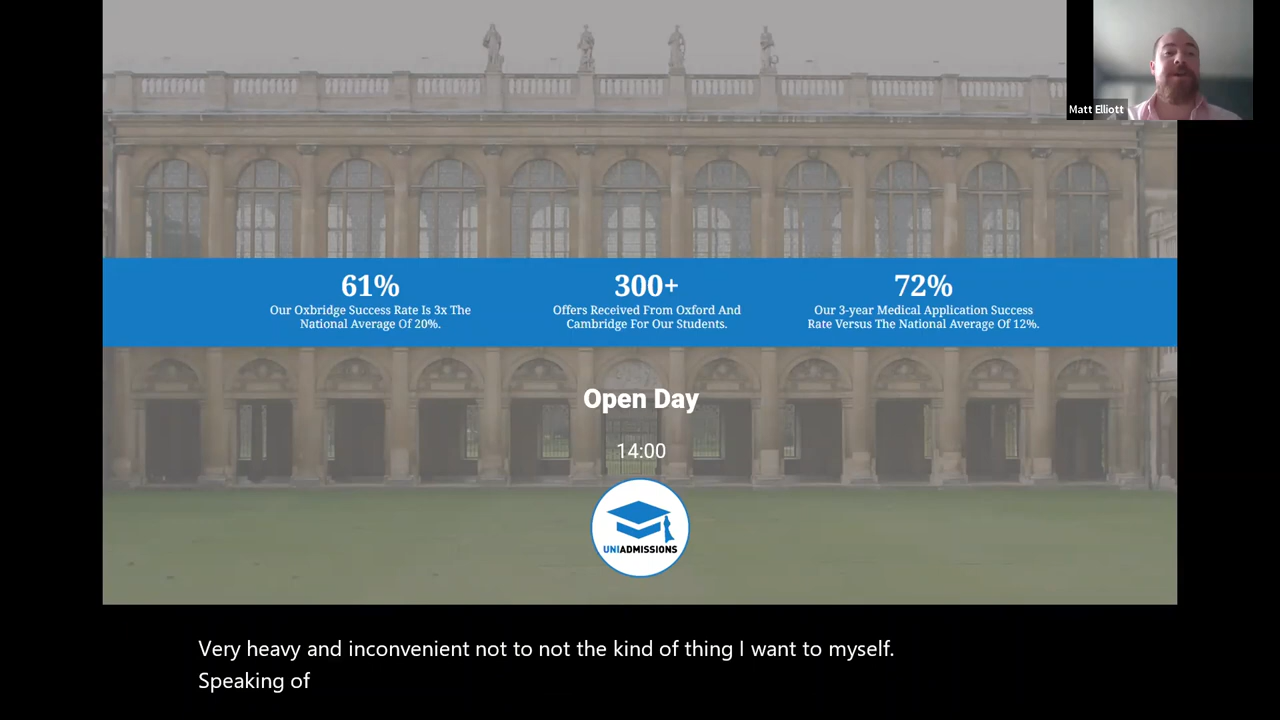 Matt Elliott
61%
Our Oxbridge Success Rate Is 3x The
National Average Of 20%.
300+
Offers Received From Oxford And
Cambridge For Our Students.
72%
Our 3-year Medical Application Success
Rate Versus The National Average Of 12%.
Open Day
14:00
UNIADMISSIONS
Very heavy and inconvenient not to not the kind of thing I want to myself.
Speaking of